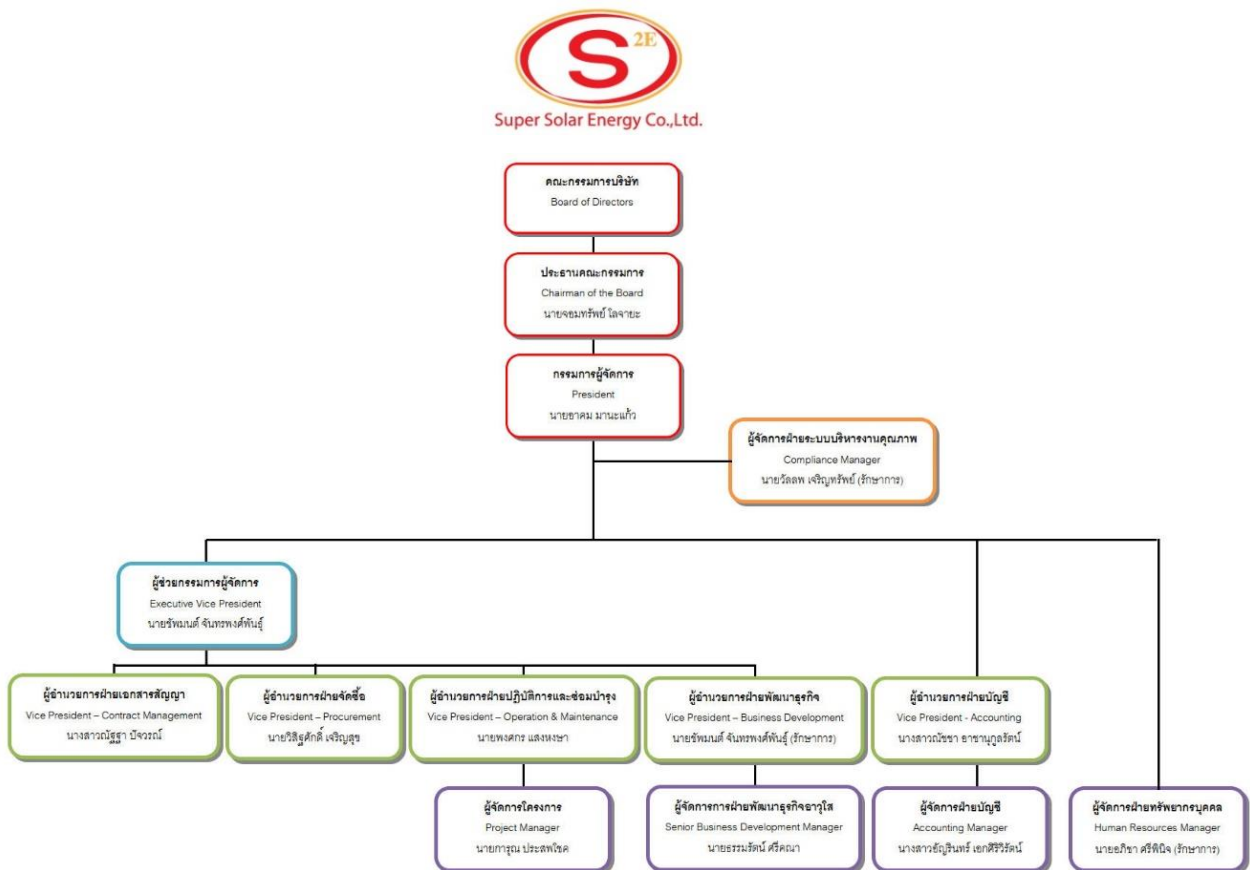 S 2E
Super Solar Energy Co.,Ltd.
คณะกรรมการบริษัท
Board of Directors
ประธานคณะกรรมการ
Chairman of the Board
นายจอมทรัพย์ โลจายะ
กรรมการผู้จัดการ
President
นายอาคม มานะแก้ว
ผู้จัดการฝ่ายระบบบริหารงานคุณภาพ
Compliance Manager
นายวัลลพ เจริญทรัพย์ (รักษาการ)
ผู้ช่วยกรรมการผู้จัดการ
Executive Vice President
นายชัพมนต์ จันทรพงศ์พันธุ์
ผู้อำนวยการฝ่ายเอกสารสัญญา
Vice President – Contract Management
นางสาวณัฐฐา ปัจวรณ์
ผู้อำนวยการฝ่ายจัดซื้อ
Vice President – Procurement
นายวิสิฐศักดิ์ เจริญสุข
ผู้อำนวยการฝ่ายปฏิบัติการและซ่อมบำรุง
Vice President – Operation & Maintenance
นายพงศกร แสงหงษา
ผู้อำนวยการฝ่ายพัฒนาธุรกิจ
Vice President – Business Development
นายชัพมนต์ จันทรพงศ์พันธุ์ (รักษาการ)
ผู้อำนวยการฝ่ายบัญชี
Vice President - Accounting
นางสาวณัชชา อาชานุกูลรัตน์
ผู้จัดการโครงการ
Project Manager
นายการุณ ประสพโชค
ผู้จัดการการฝ่ายพัฒนาธุรกิจอาวุโส
Senior Business Development Manager
นายธรรมรัตน์ ศรีคณา
ผู้จัดการฝ่ายบัญชี
Accounting Manager
นางสาวธัญรินทร์ เอกศิริวิรัตน์
ผู้จัดการฝ่ายทรัพยากรบุคคล
Human Resources Manager
นายอภิชา ศรีพินิจ (รักษาการ)